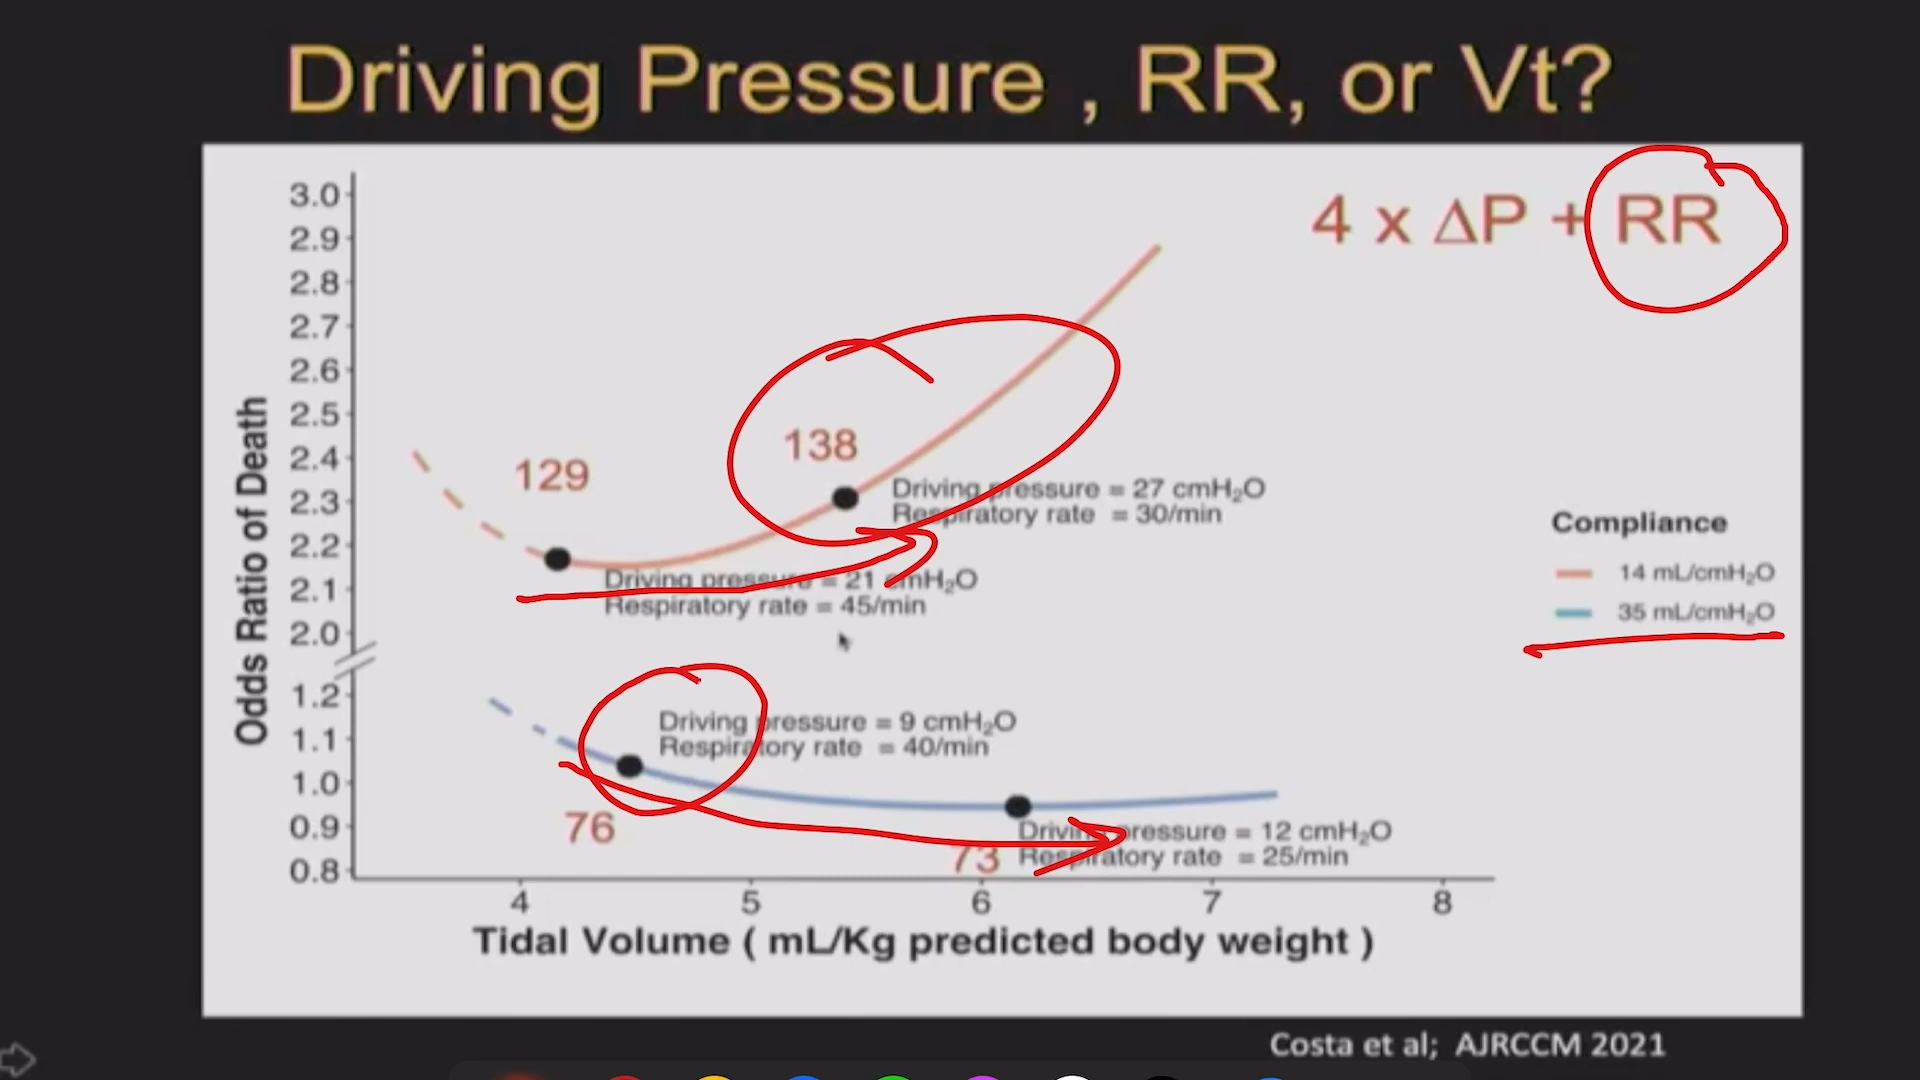 Driving Pressure , RR, or Vt?
4 x ΔP + RR
3.0
2.9
2.8
2.7
2.6
2.5
2.4
2.3
2.2
2.1
2.0
1.2
1.1
1.0
0.9
0.8
Odds Ratio of Death
129
138
Driving pressure = 27 cmH₂O
Respiratory rate = 30/min
Driving pressure = 21 cmH₂O
Respiratory rate = 45/min
Compliance
14 mL/cmH₂O
35 mL/cmH₂O
Driving pressure = 9 cmH₂O
Respiratory rate = 40/min
76
73
Driving pressure = 12 cmH₂O
Respiratory rate = 25/min
4 5 6 7 8
Tidal Volume ( mL/Kg predicted body weight )
Costa et al; AJRCCM 2021